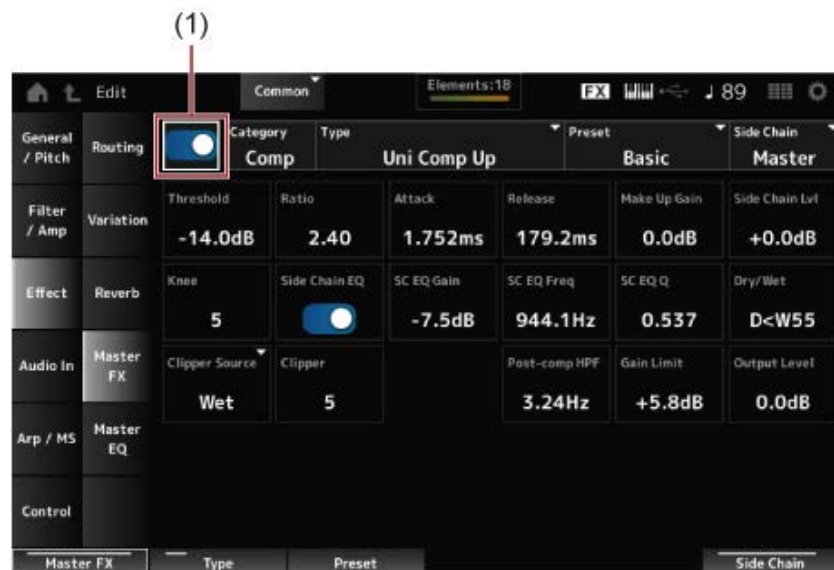 (1)
Edit
Common
Elements:18
FX
89
General / Pitch
Routing
Category
Comp
Type
Uni Comp Up
Preset
Basic
Side Chain
Master
Filter / Amp
Variation
Threshold
-14.0dB
Ratio
2.40
Attack
1.752ms
Release
179.2ms
Make Up Gain
0.0dB
Side Chain Lvl
+0.0dB
Effect
Reverb
Knee
5
Side Chain EQ
SC EQ Gain
-7.5dB
SC EQ Freq
944.1Hz
SC EQ Q
0.537
Dry/Wet
D<W55
Audio In
Master FX
Clipper Source
Wet
Clipper
5
Post-comp HPF
3.24Hz
Gain Limit
+5.8dB
Output Level
0.0dB
Arp / MS
Master EQ
Control
Master FX
Type
Preset
Side Chain